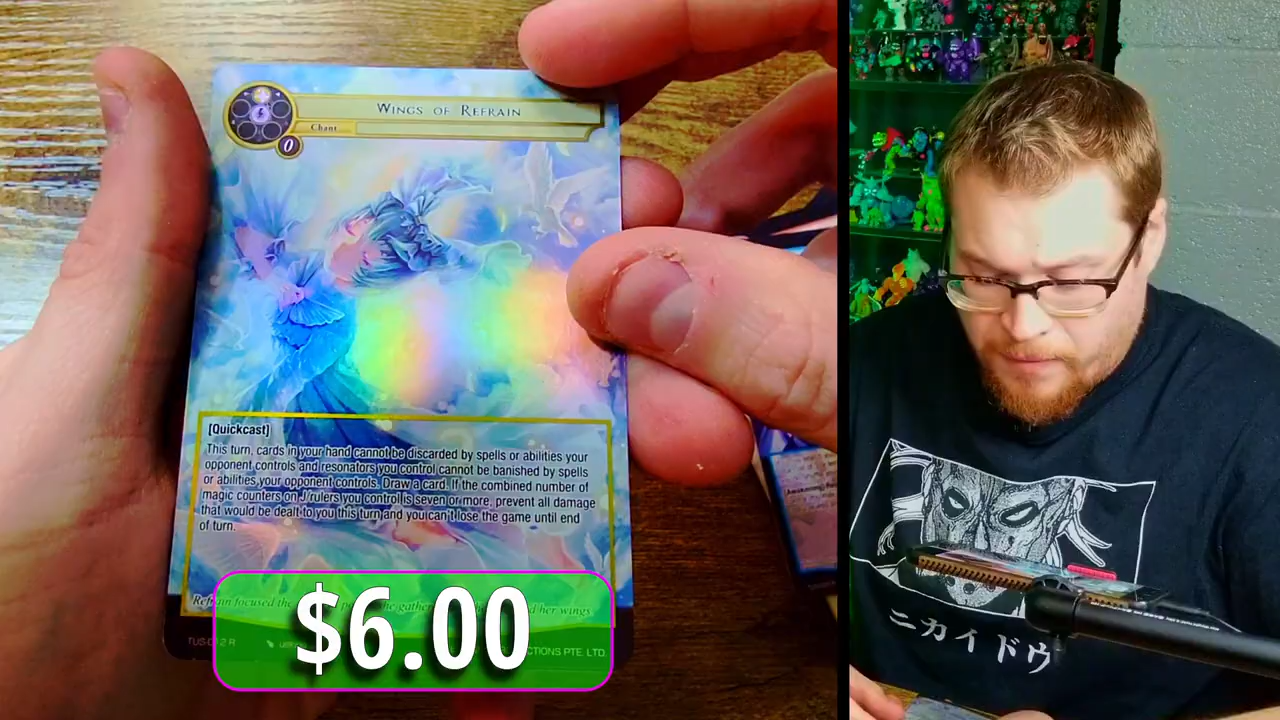 WINGS OF REFRAIN
Chant
0
[Quickcast]
This turn, cards in your hand cannot be discarded by spells or abilities your
opponent controls and resonators you control cannot be banished by spells
or abilities your opponent controls. Draw a card. If the combined number of
magic counters on J/rulers you control is seven or more, prevent all damage
that would be dealt to you this turn and you can't lose the game until end
of turn.
Refrain focused the gathe her wings
$6.00
CTIONS PTE. LTD.
ニカイドウ